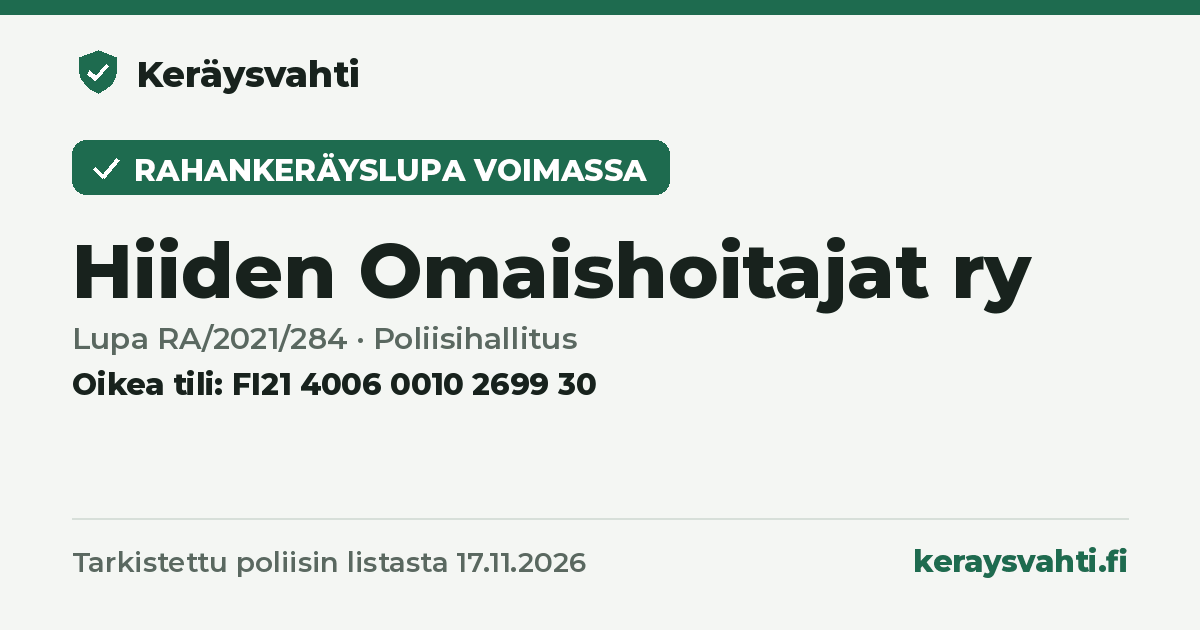 Keräysvahti
RAHANKERÄYSLUPA VOIMASSA
Hiiden Omaishoitajat ry
Lupa RA/2021/284 · Poliisihallitus
Oikea tili: FI21 4006 0010 2699 30
Tarkistettu poliisin listasta 17.11.2026
keraysvahti.fi